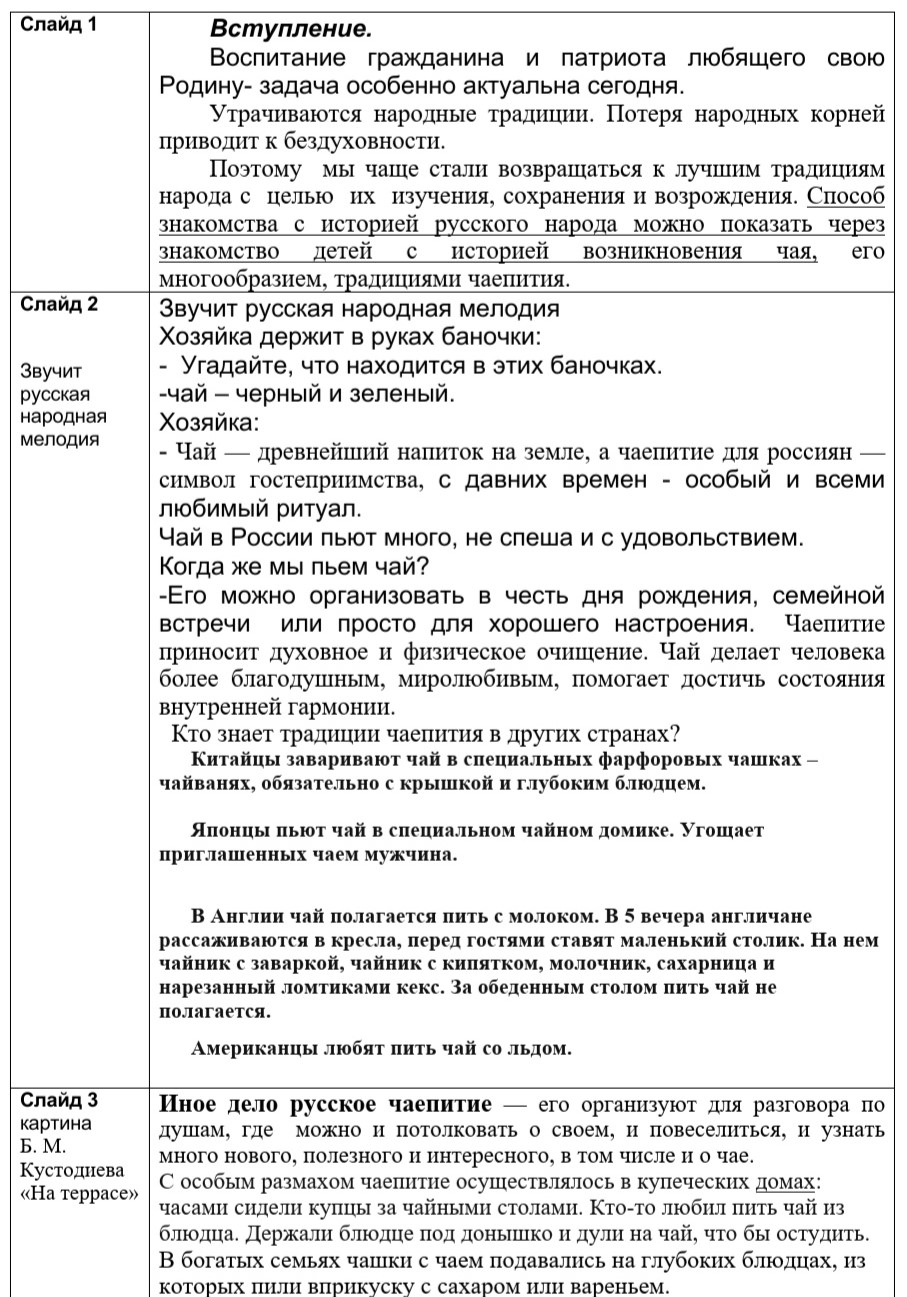 Слайд 1
Вступление.
Воспитание гражданина и патриота любящего свою
Родину- задача особенно актуальна сегодня.
Утрачиваются народные традиции. Потеря народных корней
приводит к бездуховности.
Поэтому мы чаще стали возвращаться к лучшим традициям
народа с целью их изучения, сохранения и возрождения. Способ
знакомства с историей русского народа можно показать через
знакомство детей с историей возникновения чая, его
многообразием, традициями чаепития.
Слайд 2
Звучит
русская
народная
мелодия
Звучит русская народная мелодия
Хозяйка держит в руках баночки:
- Угадайте, что находится в этих баночках.
-чай – черный и зеленый.
Хозяйка:
- Чай — древнейший напиток на земле, а чаепитие для россиян —
символ гостеприимства, с давних времен - особый и всеми
любимый ритуал.
Чай в России пьют много, не спеша и с удовольствием.
Когда же мы пьем чай?
-Его можно организовать в честь дня рождения, семейной
встречи или просто для хорошего настроения. Чаепитие
приносит духовное и физическое очищение. Чай делает человека
более благодушным, миролюбивым, помогает достичь состояния
внутренней гармонии.
Кто знает традиции чаепития в других странах?
Китайцы заваривают чай в специальных фарфоровых чашках –
чайванях, обязательно с крышкой и глубоким блюдцем.
Японцы пьют чай в специальном чайном домике. Угощает
приглашенных чаем мужчина.
В Англии чай полагается пить с молоком. В 5 вечера англичане
рассаживаются в кресла, перед гостями ставят маленький столик. На нем
чайник с заваркой, чайник с кипятком, молочник, сахарница и
нарезанный ломтиками кекс. За обеденным столом пить чай не
полагается.
Американцы любят пить чай со льдом.
Слайд 3
картина
Б. М.
Кустодиева
«На террасе»
Иное дело русское чаепитие — его организуют для разговора по
душам, где можно и потолковать о своем, и повеселиться, и узнать
много нового, полезного и интересного, в том числе и о чае.
С особым размахом чаепитие осуществлялось в купеческих домах:
часами сидели купцы за чайными столами. Кто-то любил пить чай из
блюдца. Держали блюдце под донышко и дули на чай, что бы остудить.
В богатых семьях чашки с чаем подавались на глубоких блюдцах, из
которых пили вприкуску с сахаром или вареньем.